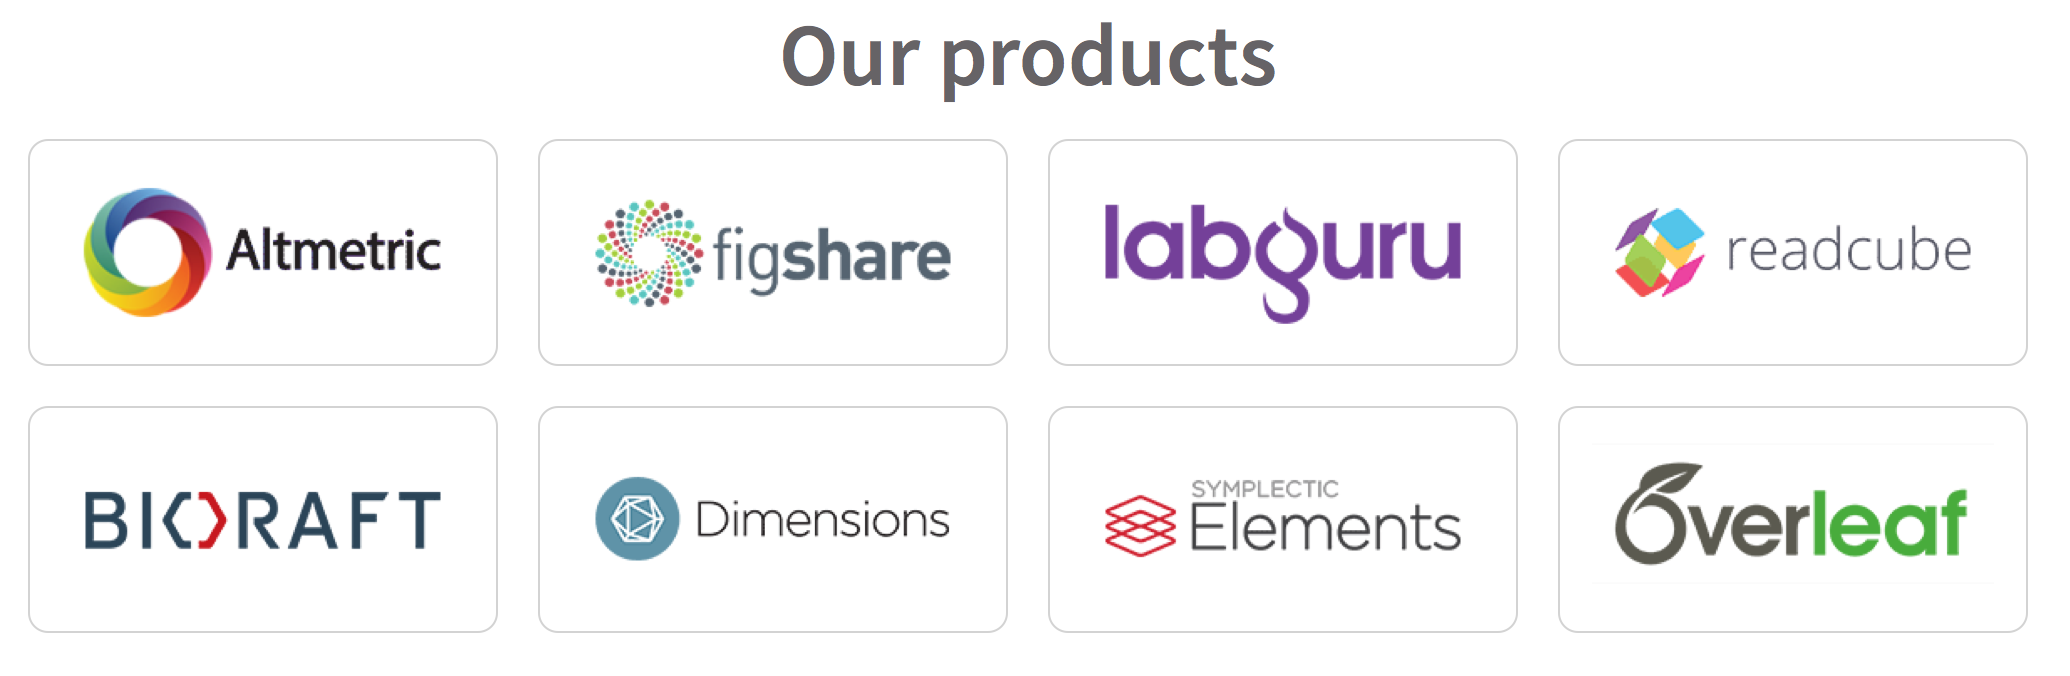 Our products
Altmetric
figshare
labguru
readcube
BIORAFT
Dimensions
SYMPLECTIC
Elements
Overleaf